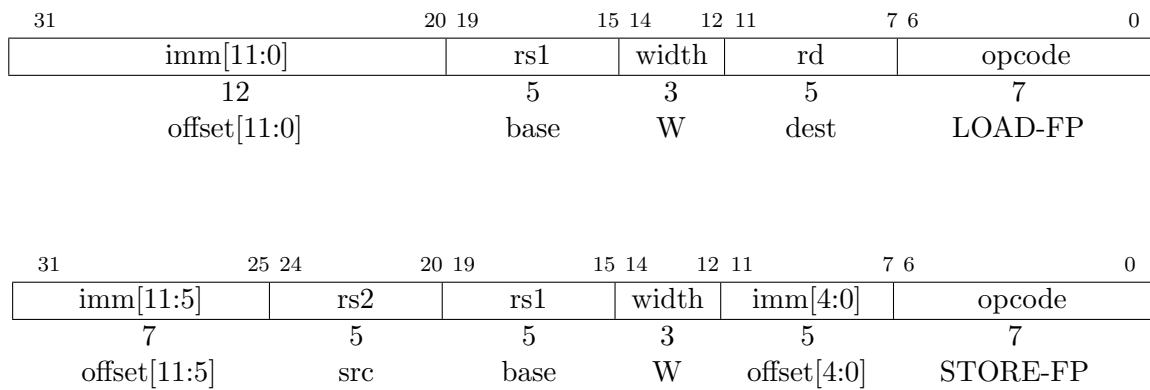 31 20 19 15 14 12 11 7 6 0
imm[11:0] rs1 width rd opcode
12 5 3 5 7
offset[11:0] base W dest LOAD-FP
31 25 24 20 19 15 14 12 11 7 6 0
imm[11:5] rs2 rs1 width imm[4:0] opcode
7 5 5 3 5 7
offset[11:5] src base W offset[4:0] STORE-FP